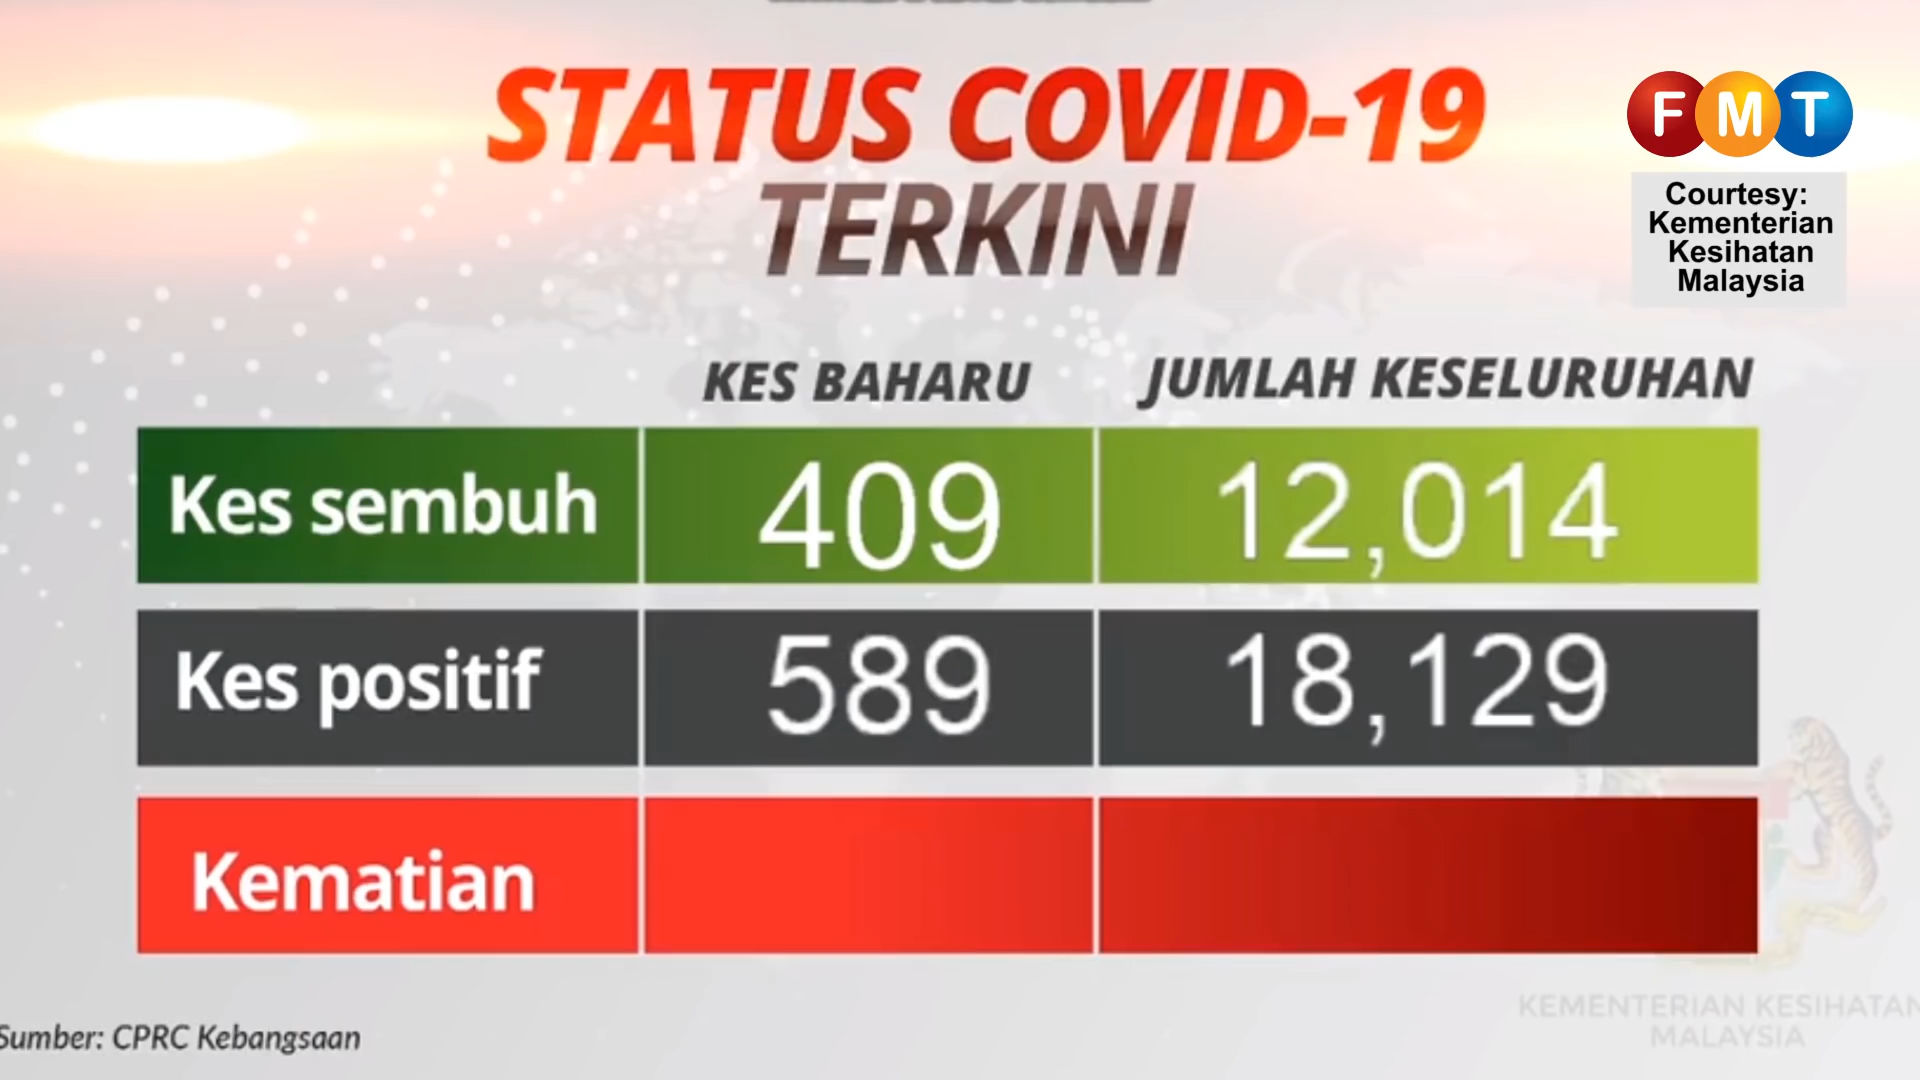 STATUS COVID-19
TERKINI
FMT
Courtesy:
Kementerian
Kesihatan
Malaysia
KES BAHARU JUMLAH KESELURUHAN
Kes sembuh 409 12,014
Kes positif 589 18,129
Kematian
KEMENTERIAN KESIHATAN
MALAYSIA
Sumber: CPRC Kebangsaan